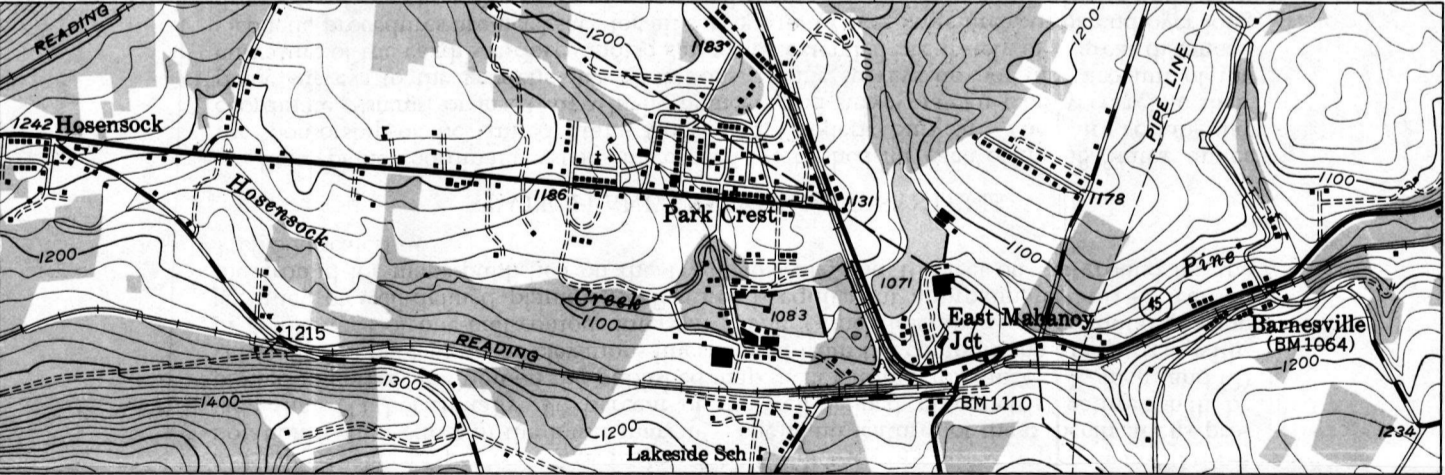 READING
1200
1183
1100
1200
PIPE LINE
1242 Hosensock
Hosensock
1186
Park Crest
1131
1178
1100
1100
1200
Creek
1100
1083
1071
East Mahanoy
Jct
Pine
45
Barnesville
(BM1064)
1200
1215
READING
1300
1400
1200
BM1110
1234
Lakeside Sch